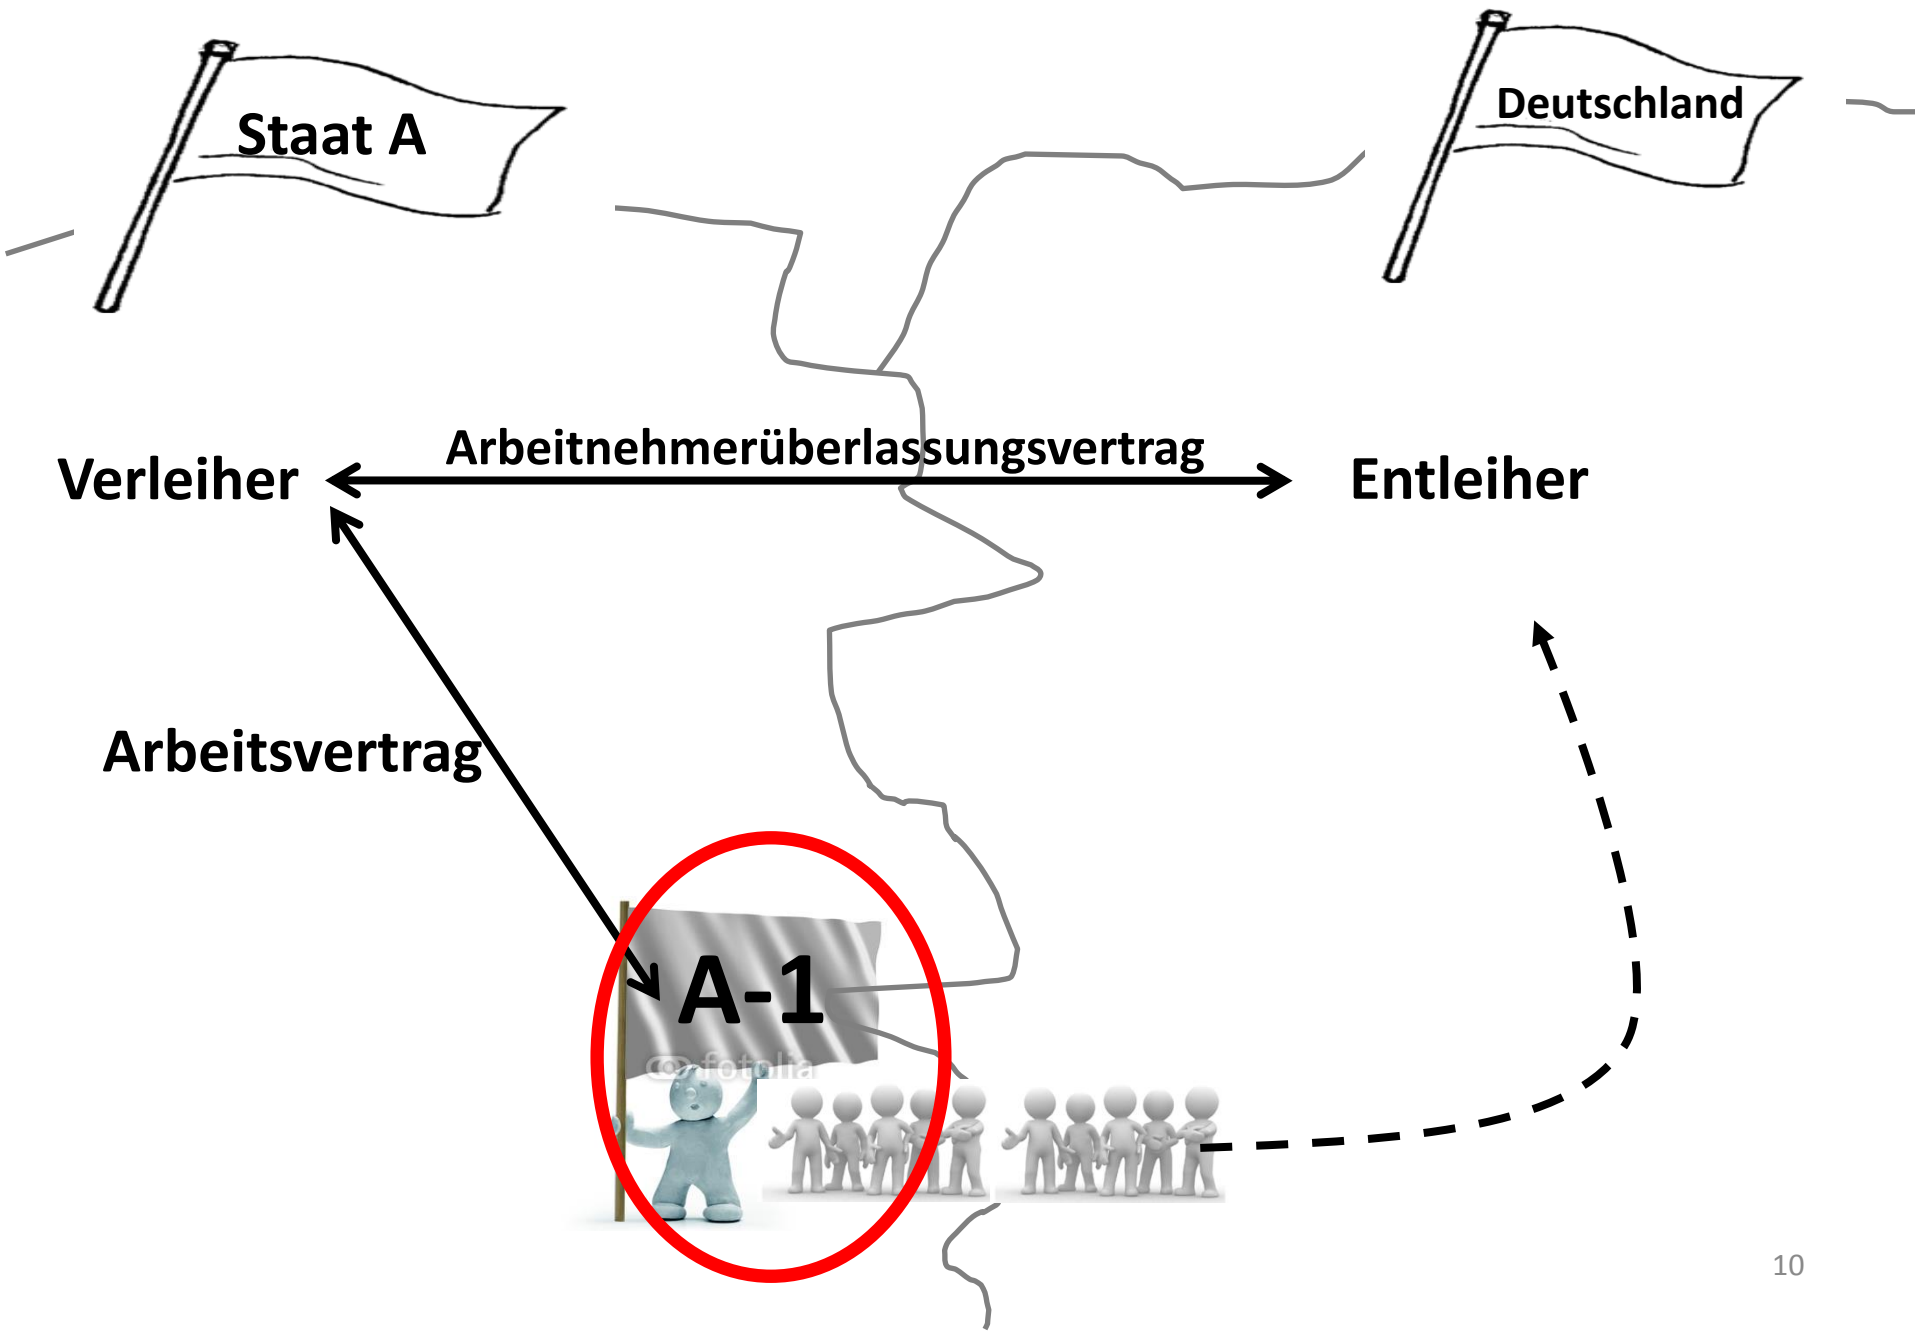 Staat A
Deutschland
Arbeitnehmerüberlassungsvertrag
Verleiher
Entleiher
Arbeitsvertrag
A-1
fotolia
10